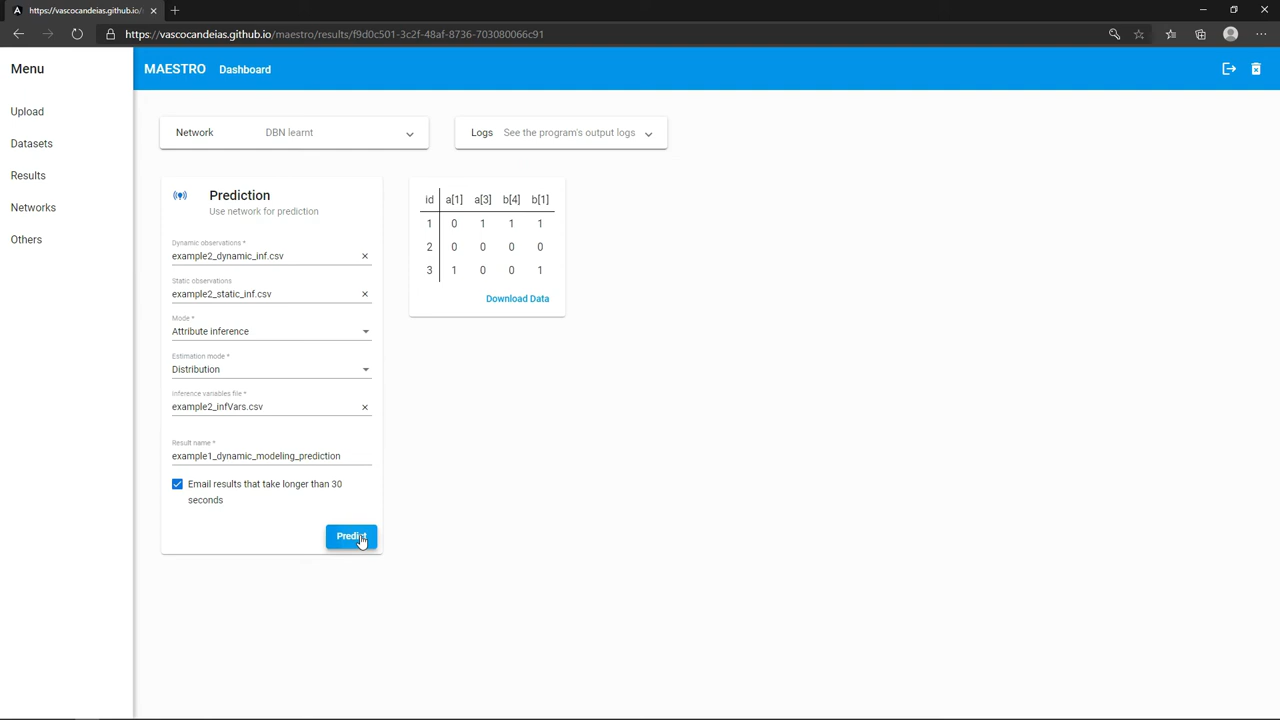 https://vascocandeias.github.io/
https://vascocandeias.github.io/maestro/results/f9d0c501-3c2f-48af-8736-703080066c91
Menu
MAESTRO Dashboard
Upload
Datasets
Results
Networks
Others
Network DBN learnt
Logs See the program's output logs
Prediction
Use network for prediction
Dynamic observations *
example2_dynamic_inf.csv
Static observations
example2_static_inf.csv
Mode *
Attribute inference
Estimation mode *
Distribution
Inference variables file *
example2_infVars.csv
Result name *
example1_dynamic_modeling_prediction
Email results that take longer than 30
seconds
Predict
id a[1] a[3] b[4] b[1]
1 0 1 1 1
2 0 0 0 0
3 1 0 0 1
Download Data